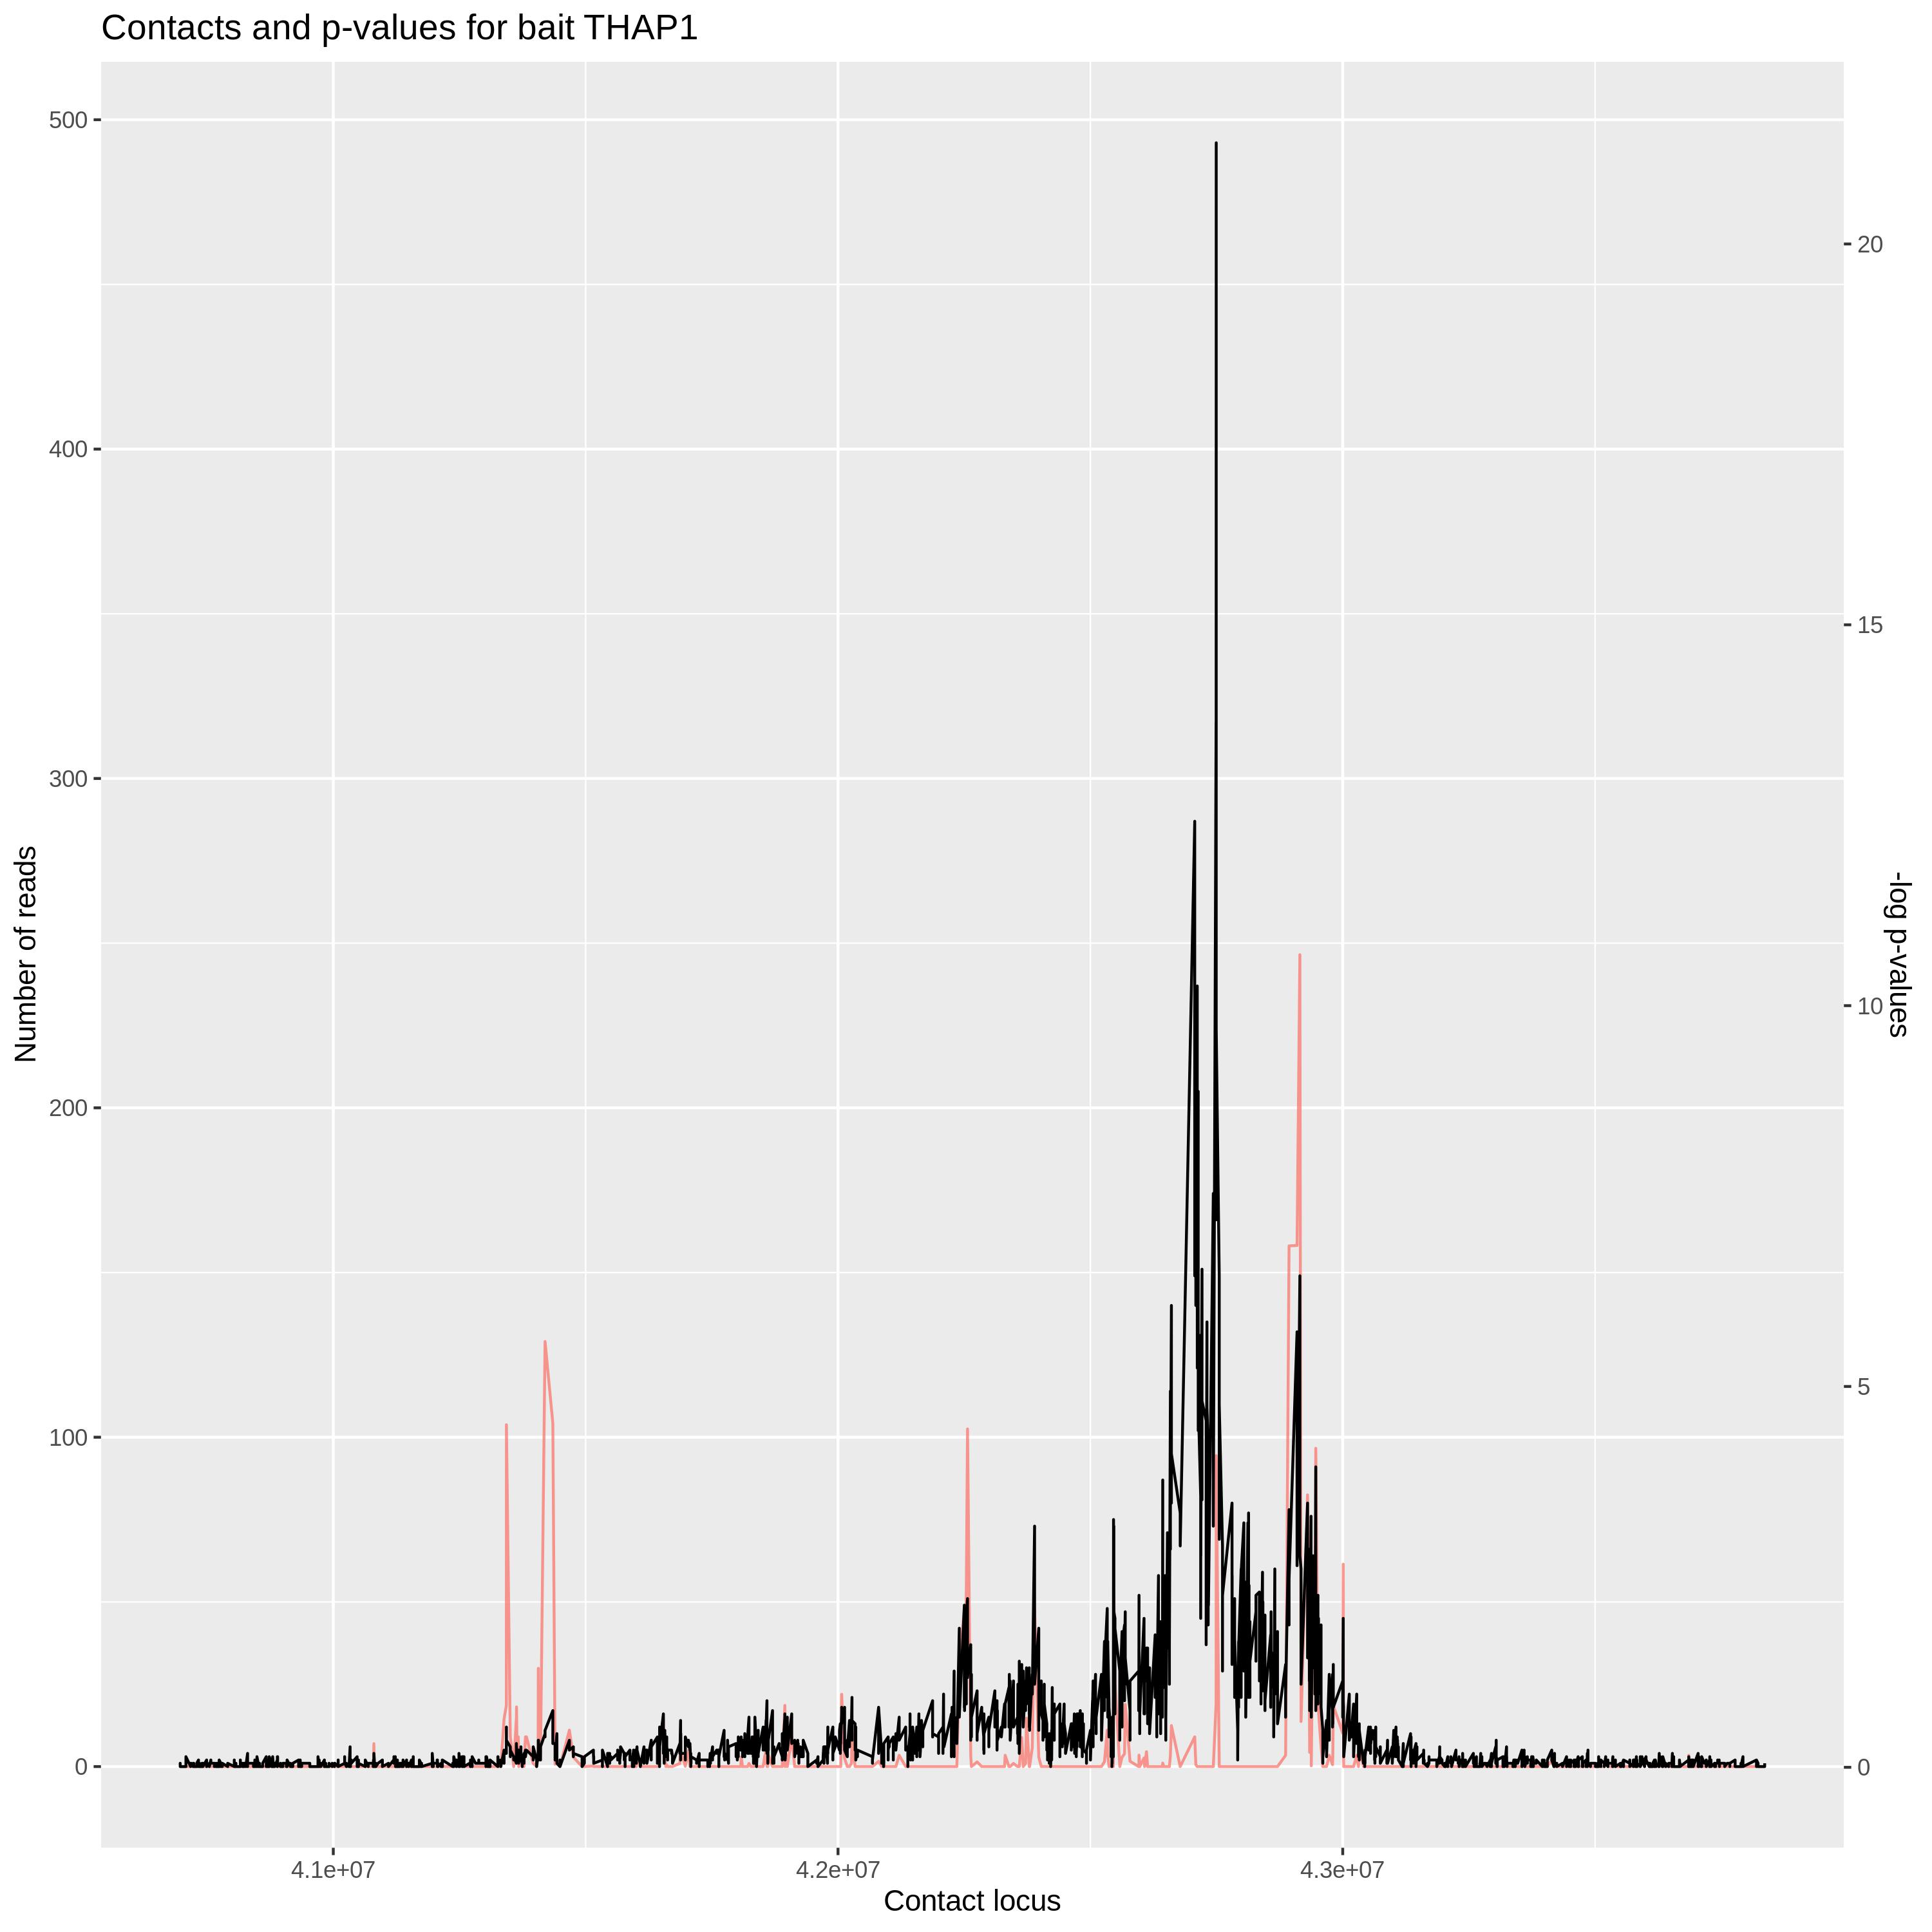 Contacts and p-values for bait THAP1
500
400
300
200
100
0
Number of reads
20
15
10
5
0
-log p-values
4.1e+07
4.2e+07
4.3e+07
Contact locus